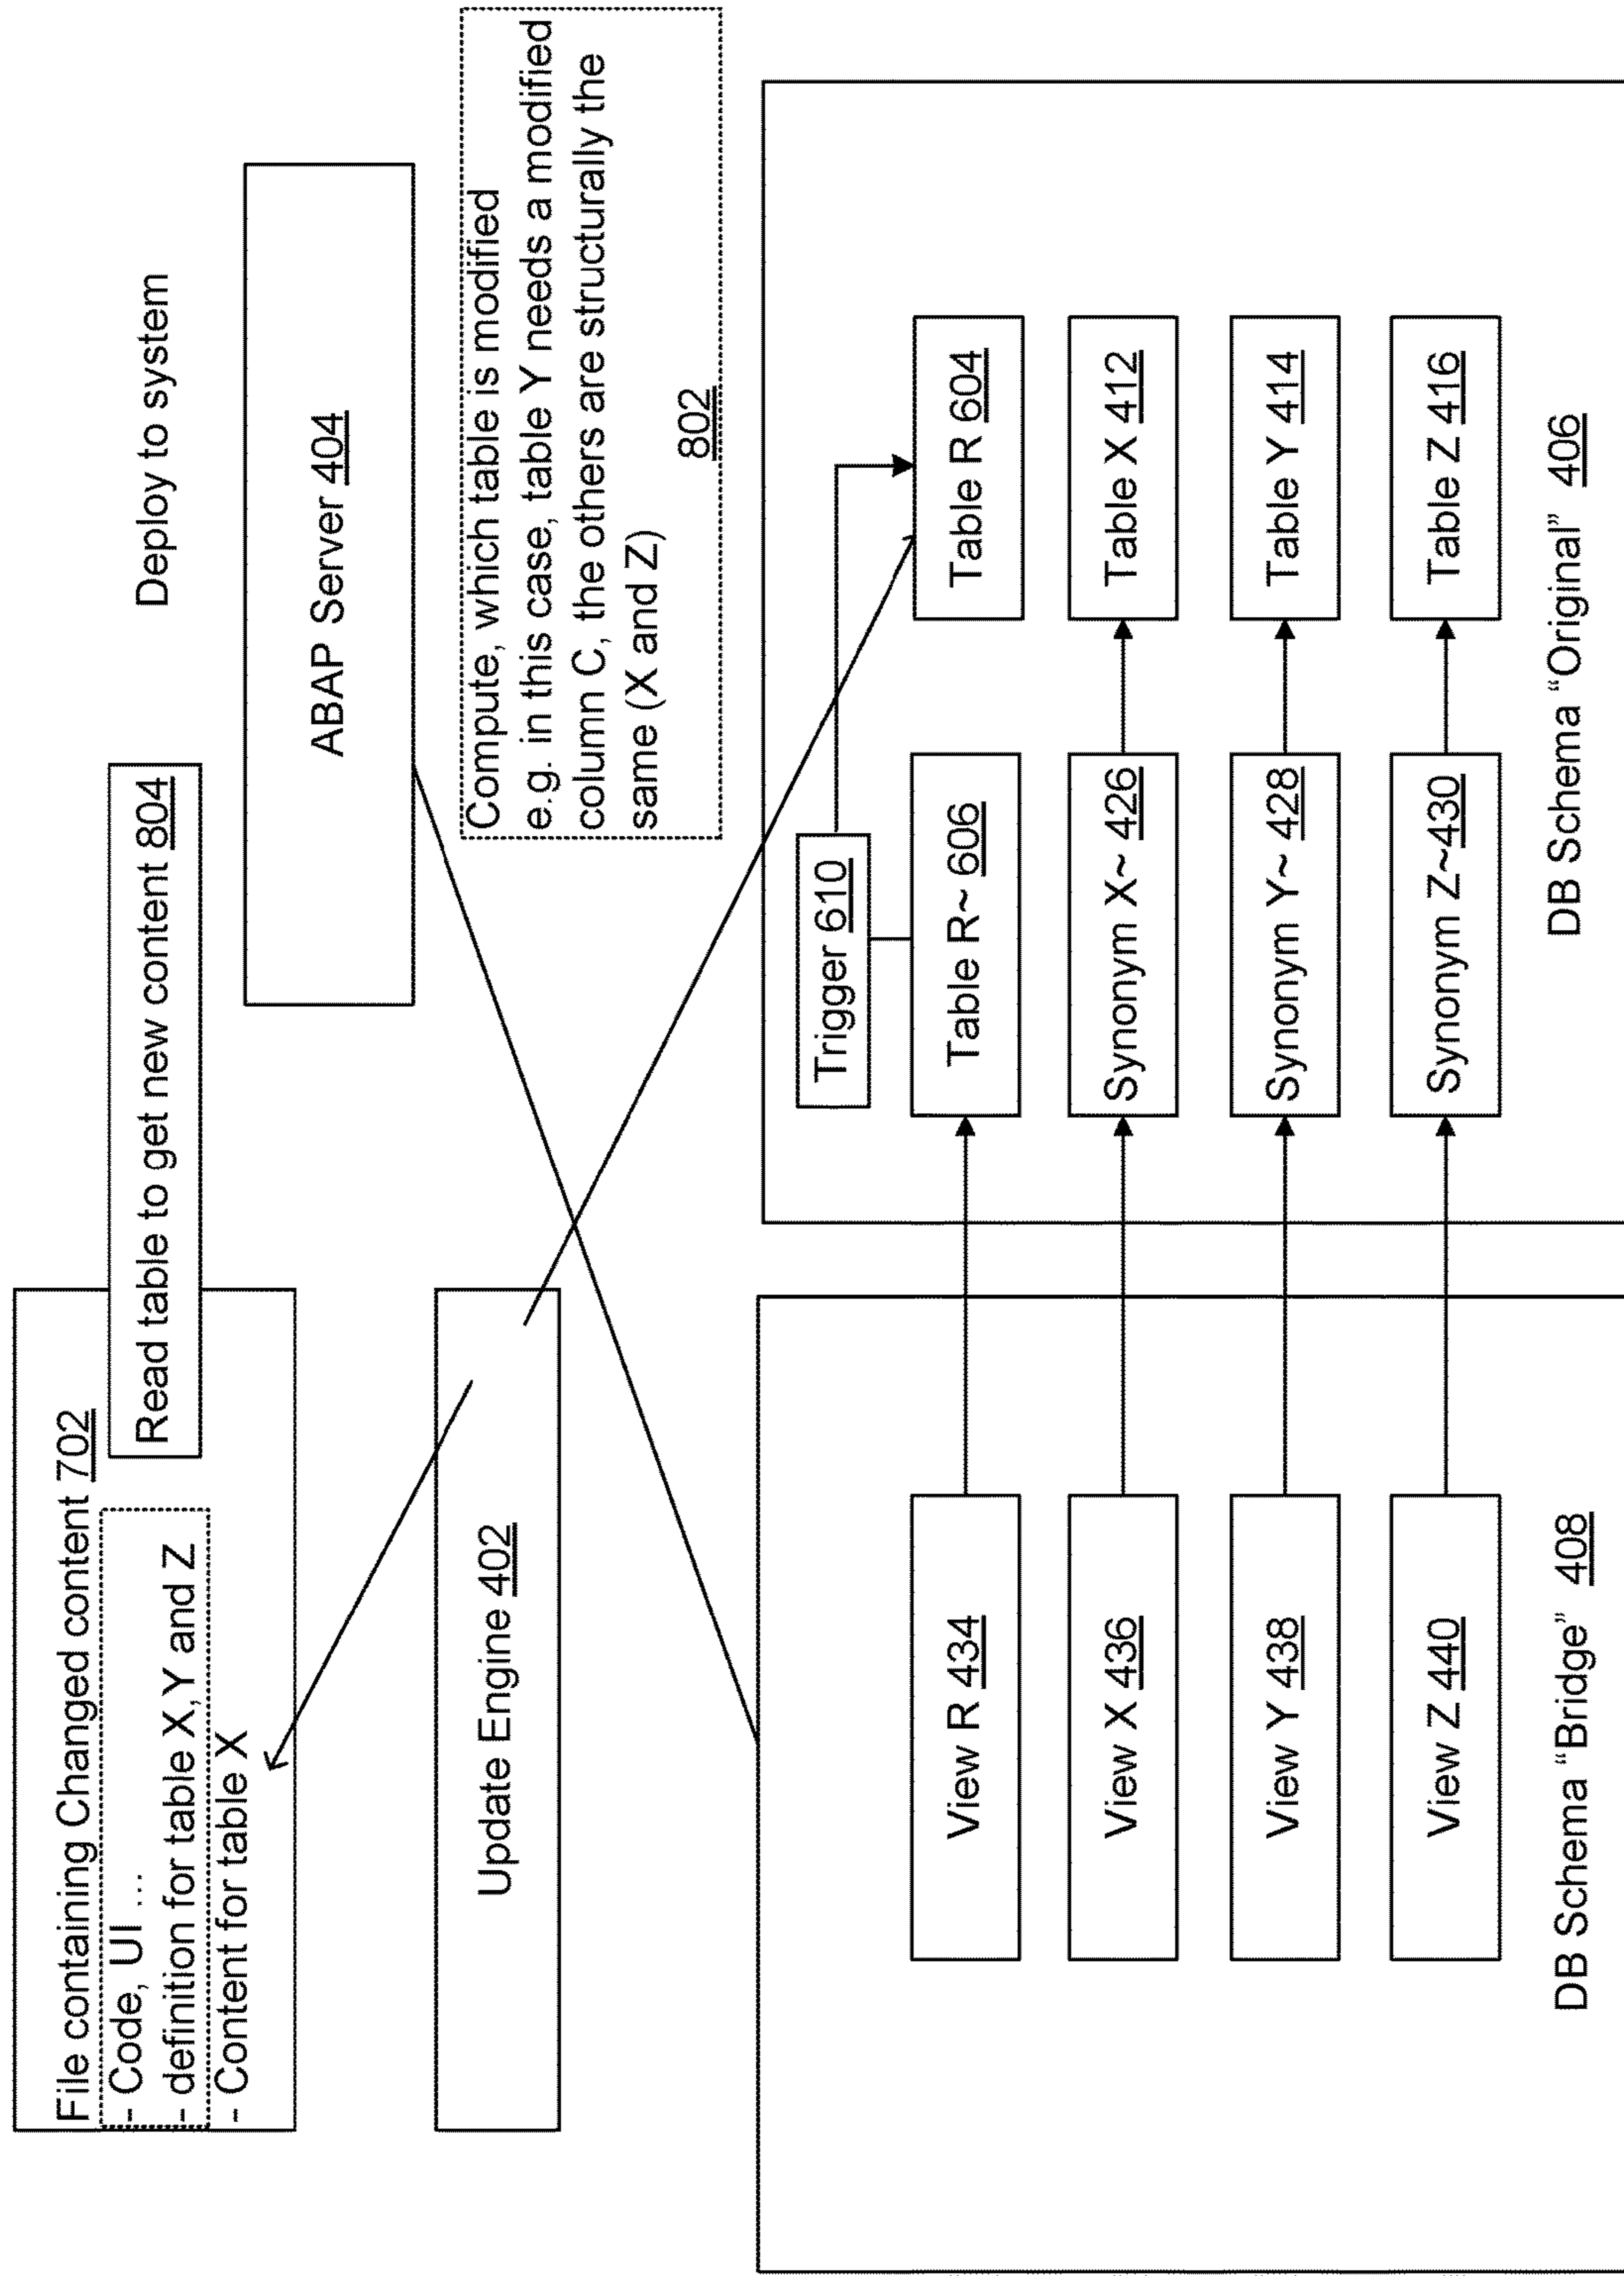 File containing Changed content 702
- Code, UI ...
- definition for table X,Y and Z
- Content for table X
Read table to get new content 804
Deploy to system
ABAP Server 404
Update Engine 402
Compute, which table is modified
e.g. in this case, table Y needs a modified
column C, the others are structurally the
same (X and Z)
802
Trigger 610
View R 434
Table R~ 606
Table R 604
View X 436
Synonym X~ 426
Table X 412
View Y 438
Synonym Y~ 428
Table Y 414
View Z 440
Synonym Z~430
Table Z 416
DB Schema “Bridge” 408
DB Schema “Original” 406